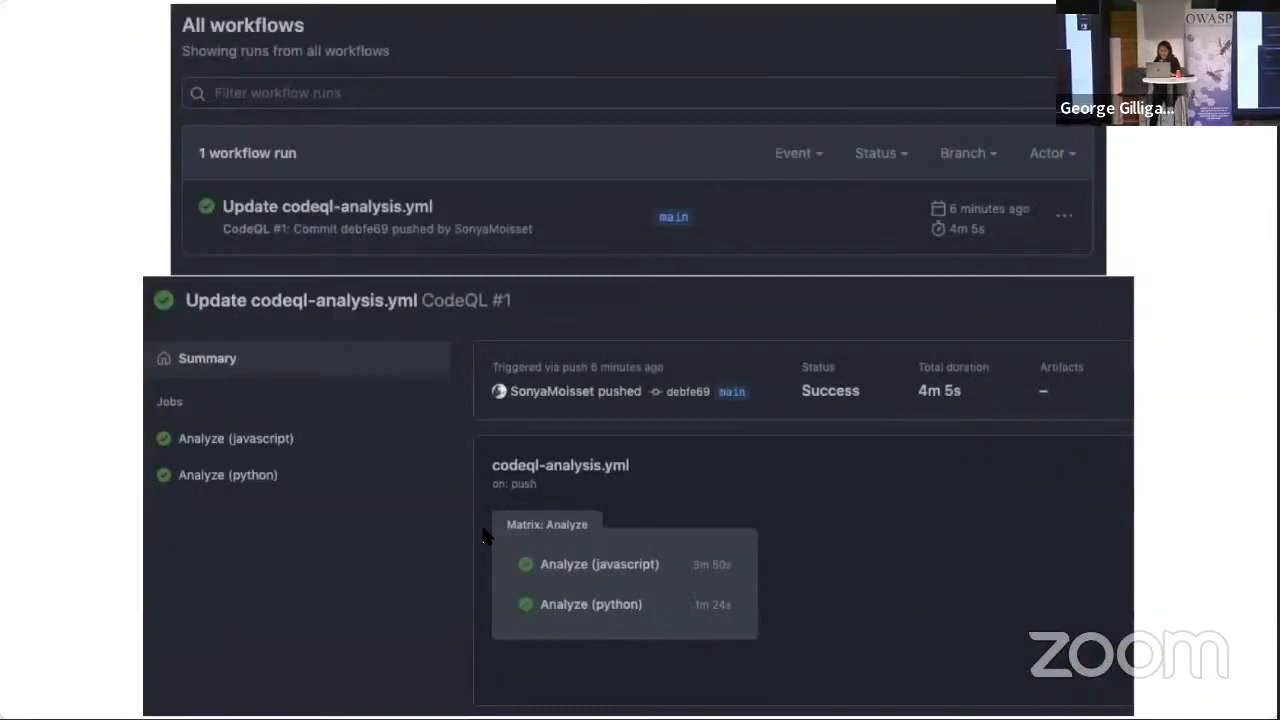 All workflows
Showing runs from all workflows
Filter workflow runs
OWASP
George Gilliga...
1 workflow run
Event
Status
Branch
Actor
Update codeql-analysis.yml
CodeQL #1: Commit debfe69 pushed by SonyaMoisset
main
6 minutes ago
4m 5s
Update codeql-analysis.yml CodeQL #1
Summary
Jobs
Analyze (javascript)
Analyze (python)
Triggered via push 6 minutes ago
SonyaMoisset pushed debfe69 main
Status
Success
Total duration
4m 5s
Artifacts
–
codeql-analysis.yml
on: push
Matrix: Analyze
Analyze (javascript) 3m 50s
Analyze (python) 1m 24s
zoom